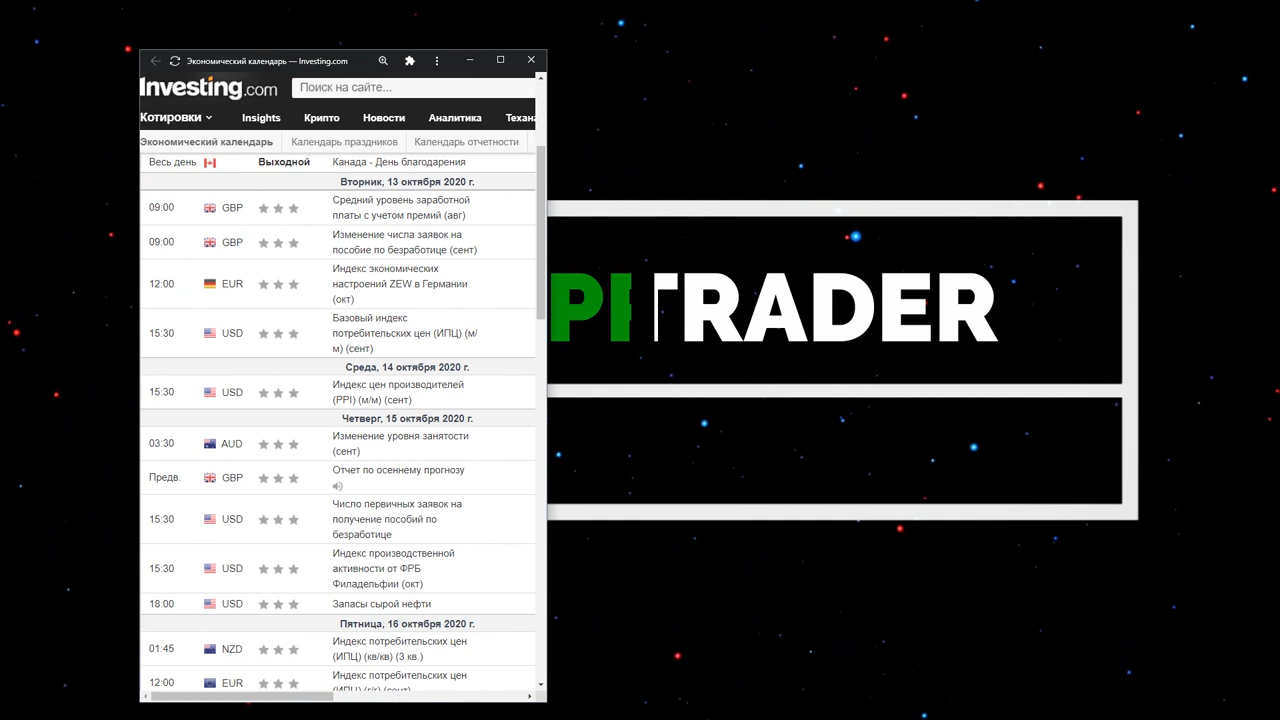 Экономический календарь — Investing.com
Investing.com
Поиск на сайте...
Котировки Insights Крипто Новости Аналитика Техана
Экономический календарь Календарь праздников Календарь отчетности
Весь день Выходной Канада - День благодарения
Вторник, 13 октября 2020 г.
09:00 GBP Средний уровень заработной
платы с учетом премий (авг)
09:00 GBP Изменение числа заявок на
пособие по безработице (сент)
12:00 EUR Индекс экономических
настроений ZEW в Германии
(окт)
15:30 USD Базовый индекс
потребительских цен (ИПЦ) (м/
м) (сент)
Среда, 14 октября 2020 г.
15:30 USD Индекс цен производителей
(PPI) (м/м) (сент)
Четверг, 15 октября 2020 г.
03:30 AUD Изменение уровня занятости
(сент)
Предв. GBP Отчет по осеннему прогнозу
15:30 USD Число первичных заявок на
получение пособий по
безработице
15:30 USD Индекс производственной
активности от ФРБ
Филадельфии (окт)
18:00 USD Запасы сырой нефти
Пятница, 16 октября 2020 г.
01:45 NZD Индекс потребительских цен
(ИПЦ) (кв/кв) (3 кв.)
12:00 EUR Индекс потребительских цен
(ИПЦ) (г/г) (сент)
TRADER